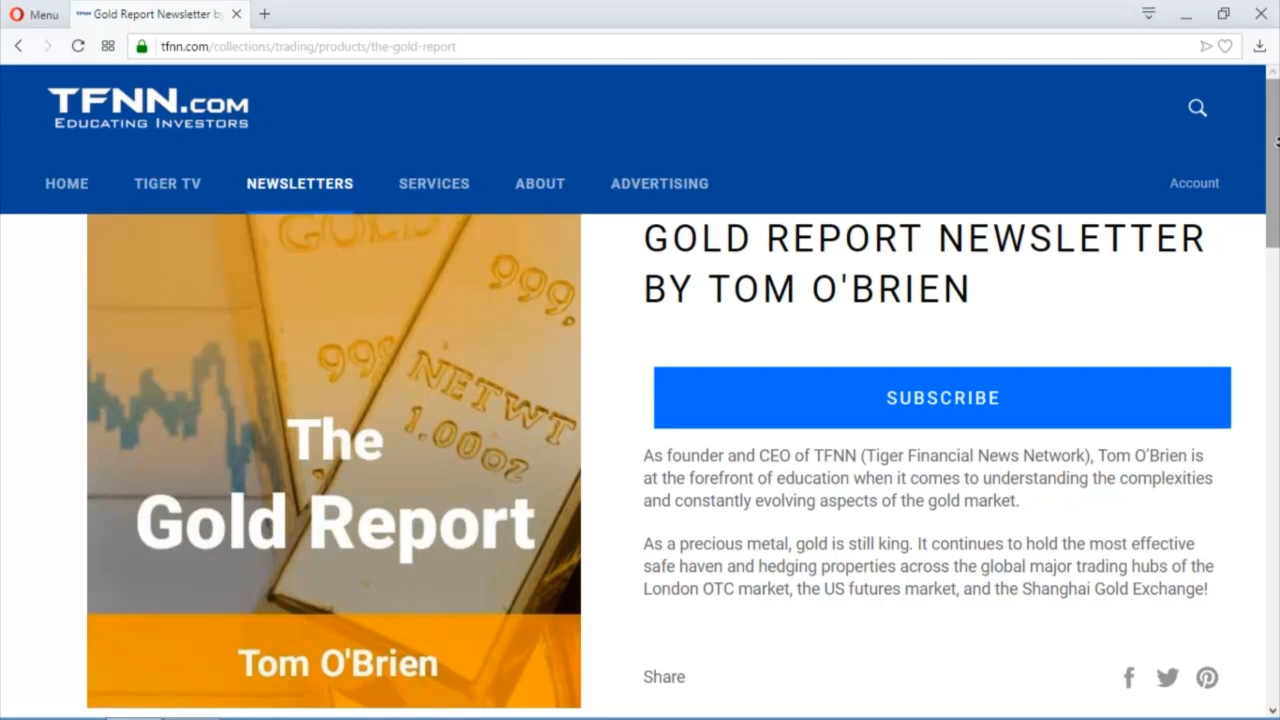 Menu
TFNN Gold Report Newsletter by
tfnn.com/collections/trading/products/the-gold-report
TFNN.COM
EDUCATING INVESTORS
HOME TIGER TV NEWSLETTERS SERVICES ABOUT ADVERTISING Account
GOLD
999,
999
NETWT
1.00oz
The
Gold Report
Tom O'Brien
GOLD REPORT NEWSLETTER
BY TOM O'BRIEN
SUBSCRIBE
As founder and CEO of TFNN (Tiger Financial News Network), Tom O'Brien is
at the forefront of education when it comes to understanding the complexities
and constantly evolving aspects of the gold market.
As a precious metal, gold is still king. It continues to hold the most effective
safe haven and hedging properties across the global major trading hubs of the
London OTC market, the US futures market, and the Shanghai Gold Exchange!
Share